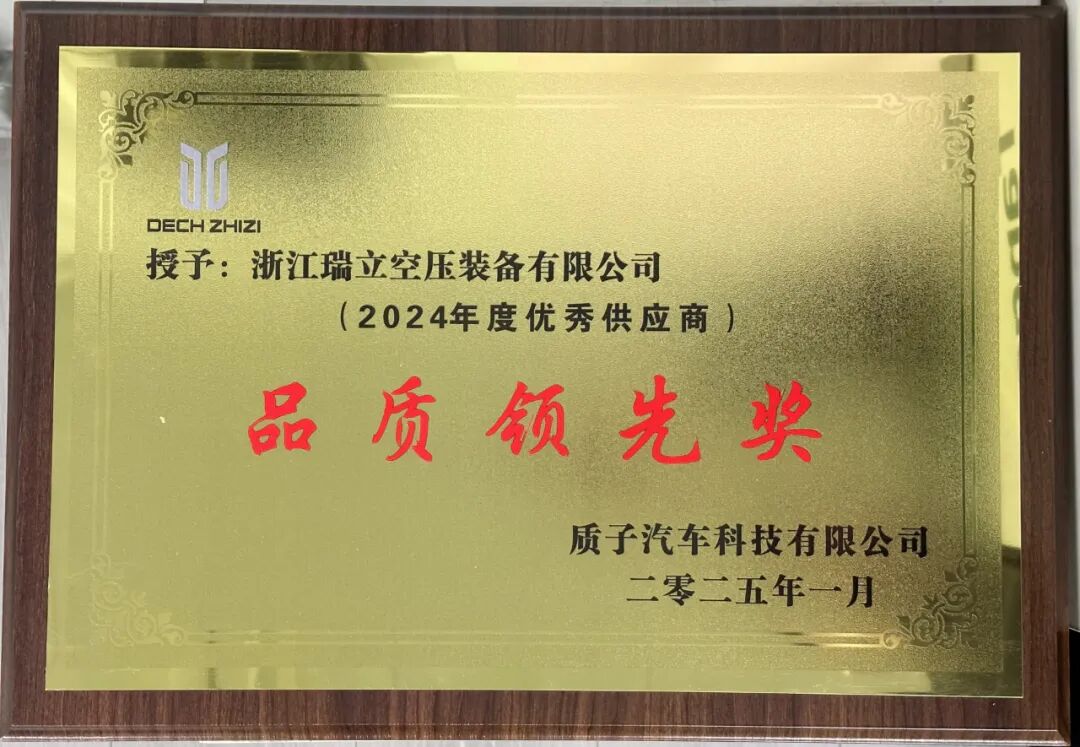 DECH ZHIZI
授予：浙江瑞立空压装备有限公司
（2024年度优秀供应商）
品质领先奖
质子汽车科技有限公司
二零二五年一月